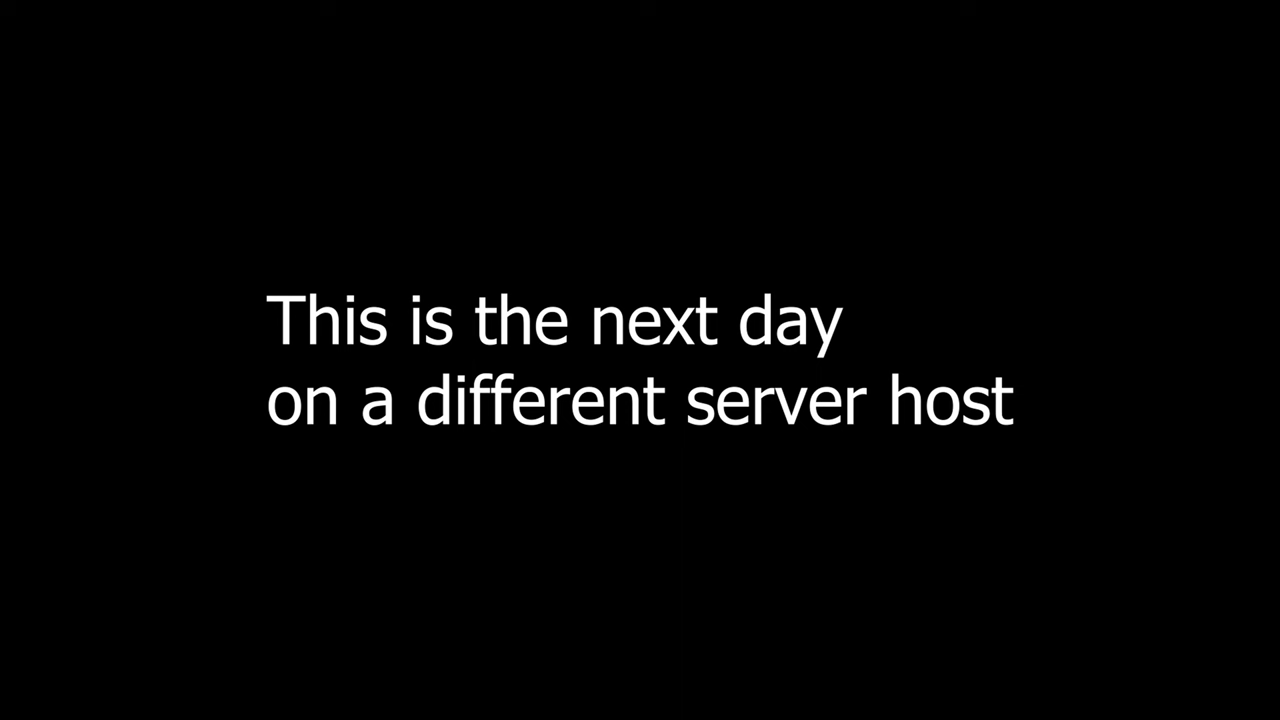 This is the next day
on a different server host